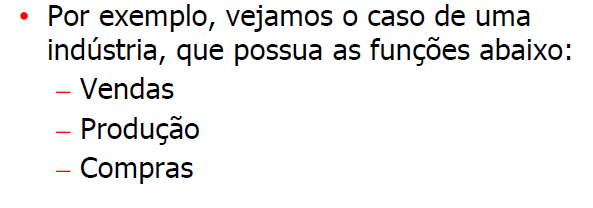 • Por exemplo, vejamos o caso de uma
indústria, que possua as funções abaixo:
– Vendas
– Produção
– Compras